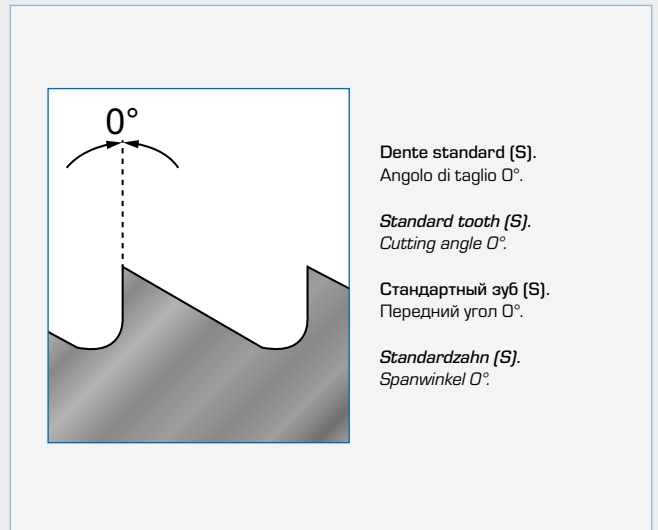 0°
Dente standard (S).
Angolo di taglio 0°.
Standard tooth (S).
Cutting angle 0°.
Стандартный зуб (S).
Передний угол 0°.
Standardzahn (S).
Spanwinkel 0°.